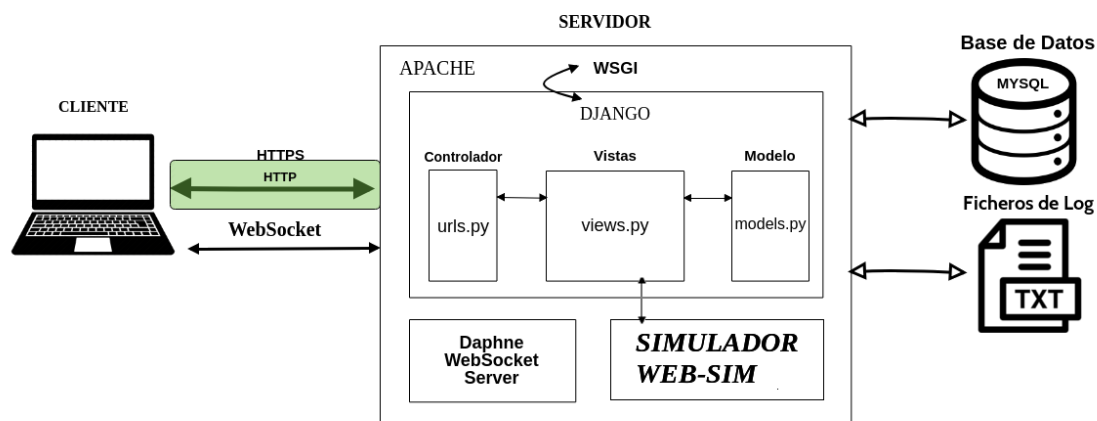 SERVIDOR
Base de Datos
MYSQL
APACHE
WSGI
CLIENTE
DJANGO
HTTPS
HTTP
Controlador
Vistas
Modelo
urls.py
views.py
models.py
WebSocket
Ficheros de Log
TXT
Daphne
WebSocket
Server
SIMULADOR
WEB-SIM